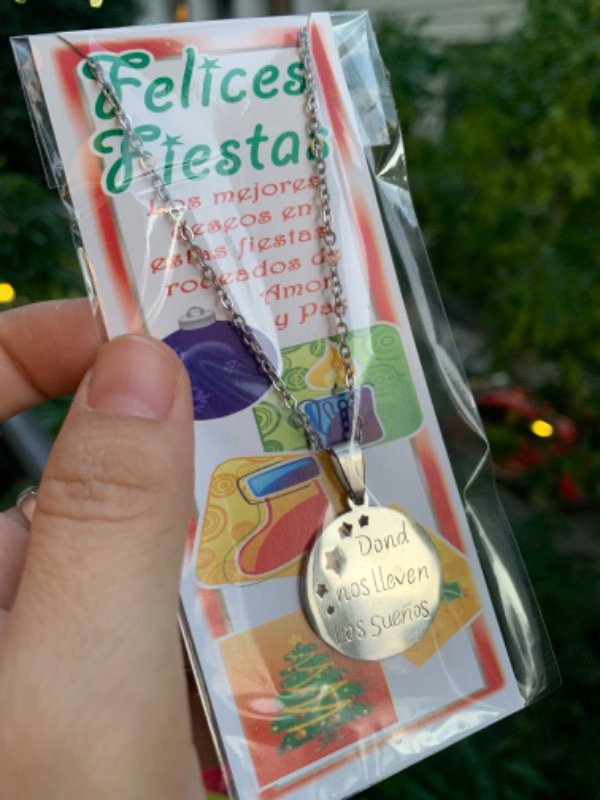 Felices
Fiestas
Los mejores
deseos en
estas fiestas
rodeados de
Amor
y Paz
Dond
nos lleven
Los sueños